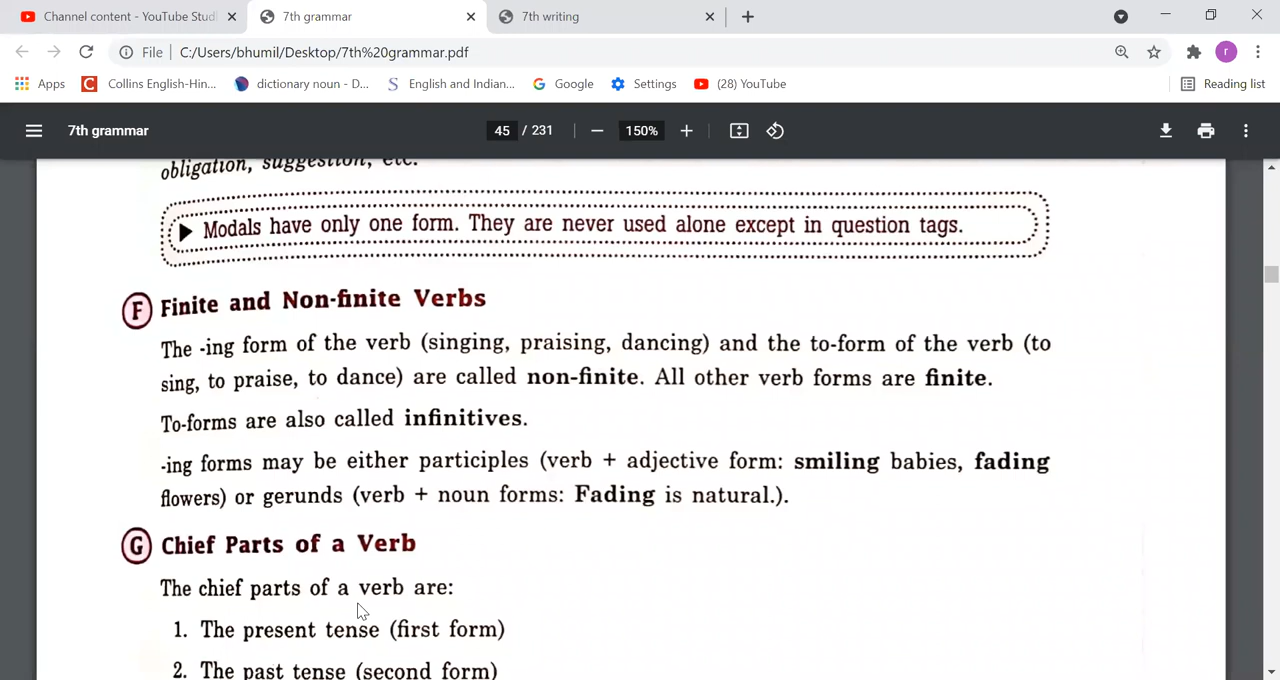 Channel content - YouTube Studi
7th grammar
7th writing
File
C:/Users/bhumil/Desktop/7th%20grammar.pdf
r
Apps
Collins English-Hin...
dictionary noun - D...
English and Indian...
Google
Settings
(28) YouTube
Reading list
7th grammar
45 / 231
150%
obligation, suggestion, etc.
Modals have only one form. They are never used alone except in question tags.
F Finite and Non-finite Verbs
The -ing form of the verb (singing, praising, dancing) and the to-form of the verb (to
sing, to praise, to dance) are called non-finite. All other verb forms are finite.
To-forms are also called infinitives.
-ing forms may be either participles (verb + adjective form: smiling babies, fading
flowers) or gerunds (verb + noun forms: Fading is natural.).
G Chief Parts of a Verb
The chief parts of a verb are:
1. The present tense (first form)
2. The past tense (second form)